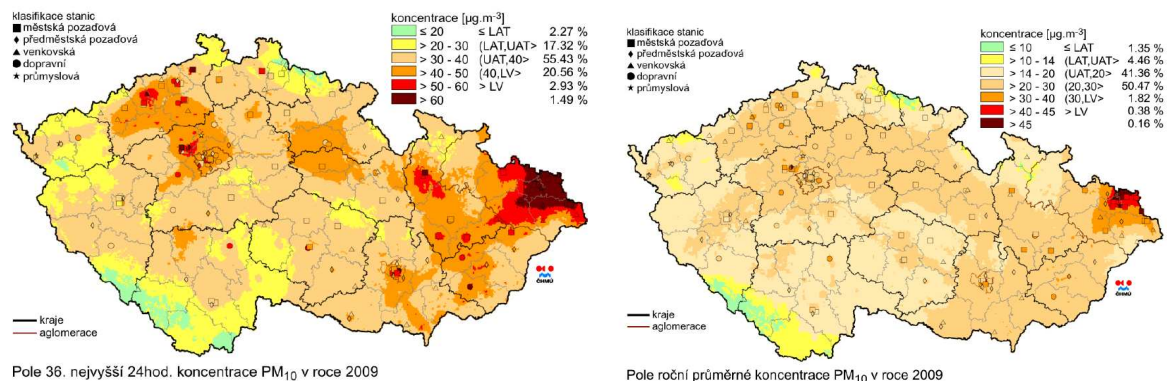 klasifikace stanic
městská pozaďová
předměstská pozaďová
venkovská
dopravní
průmyslová
koncentrace [µg.m-3]
≤ 20 ≤ LAT 2.27 %
> 20 - 30 (LAT,UAT> 17.32 %
> 30 - 40 (UAT,40> 55.43 %
> 40 - 50 (40,LV> 20.56 %
> 50 - 60 > LV 2.93 %
> 60 1.49 %
ČHMÚ
kraje
aglomerace
Pole 36. nejvyšší 24hod. koncentrace PM10 v roce 2009
klasifikace stanic
městská pozaďová
předměstská pozaďová
venkovská
dopravní
průmyslová
koncentrace [µg.m-3]
≤ 10 ≤ LAT 1.35 %
> 10 - 14 (LAT,UAT> 4.46 %
> 14 - 20 (UAT,20> 41.36 %
> 20 - 30 (20,30> 50.47 %
> 30 - 40 (30,LV> 1.82 %
> 40 - 45 > LV 0.38 %
> 45 0.16 %
ČHMÚ
kraje
aglomerace
Pole roční průměrné koncentrace PM10 v roce 2009